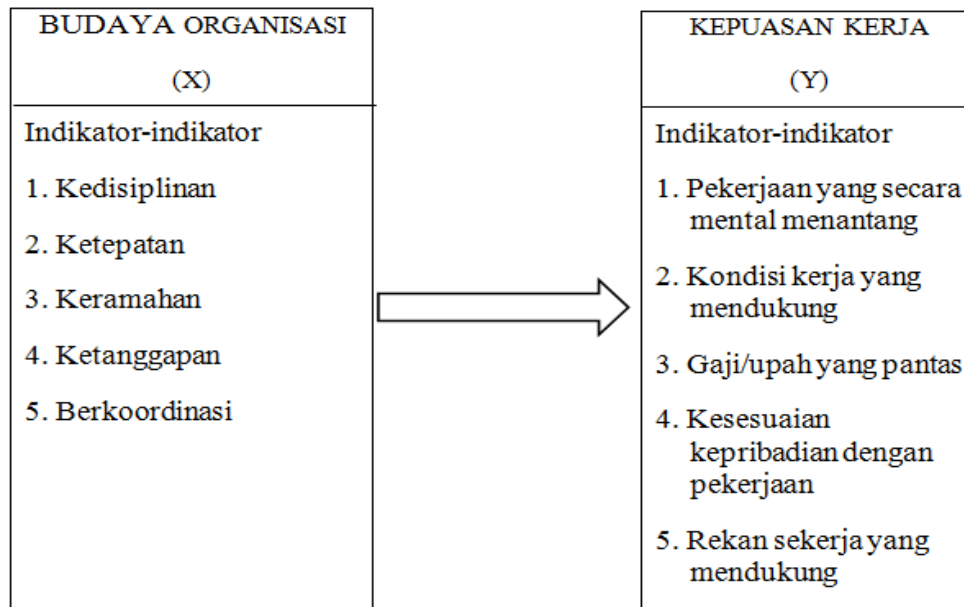 BUDAYA ORGANISASI
(X)
Indikator-indikator
1. Kedisiplinan
2. Ketepatan
3. Keramahan
4. Ketanggapan
5. Berkoordinasi
KEPUASAN KERJA
(Y)
Indikator-indikator
1. Pekerjaan yang secara
mental menantang
2. Kondisi kerja yang
mendukung
3. Gaji/upah yang pantas
4. Kesesuaian
kepribadian dengan
pekerjaan
5. Rekan sekerja yang
mendukung